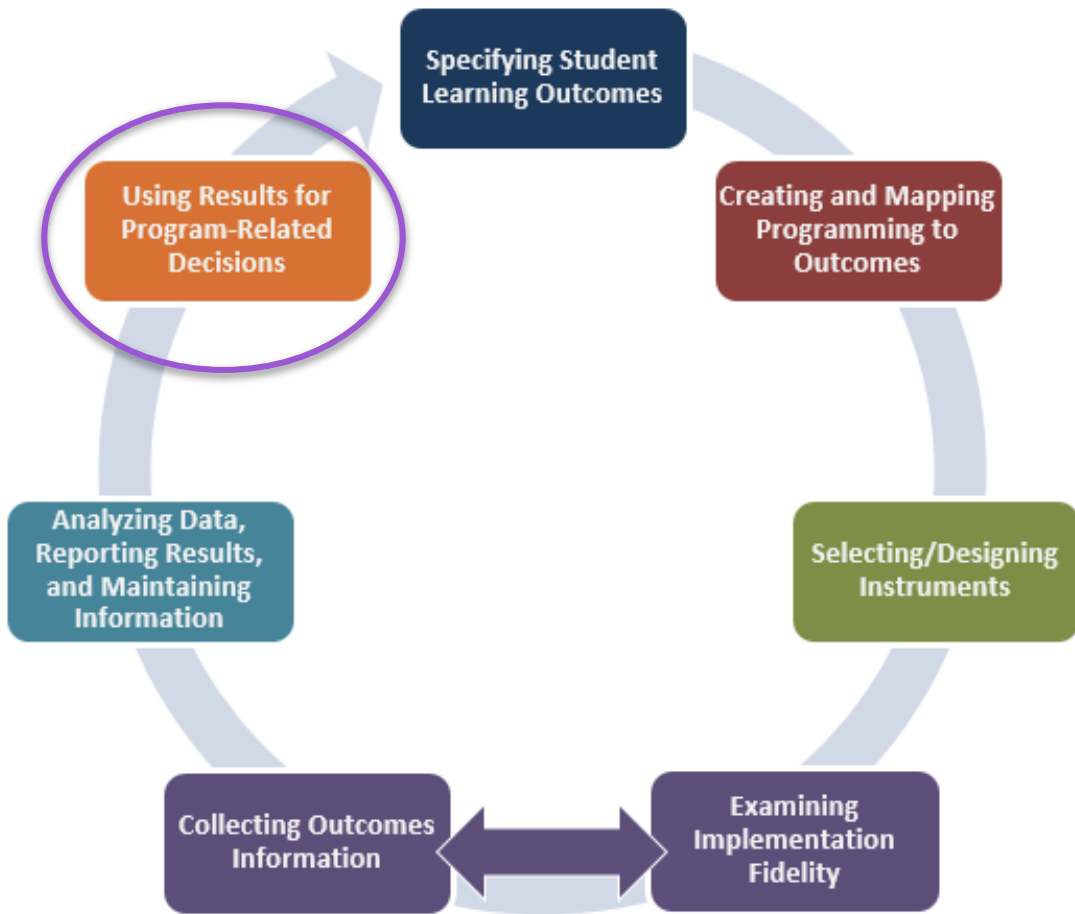 Specifying Student
Learning Outcomes
Creating and Mapping
Programming to
Outcomes
Selecting/Designing
Instruments
Examining
Implementation
Fidelity
Collecting Outcomes
Information
Analyzing Data,
Reporting Results,
and Maintaining
Information
Using Results for
Program-Related
Decisions